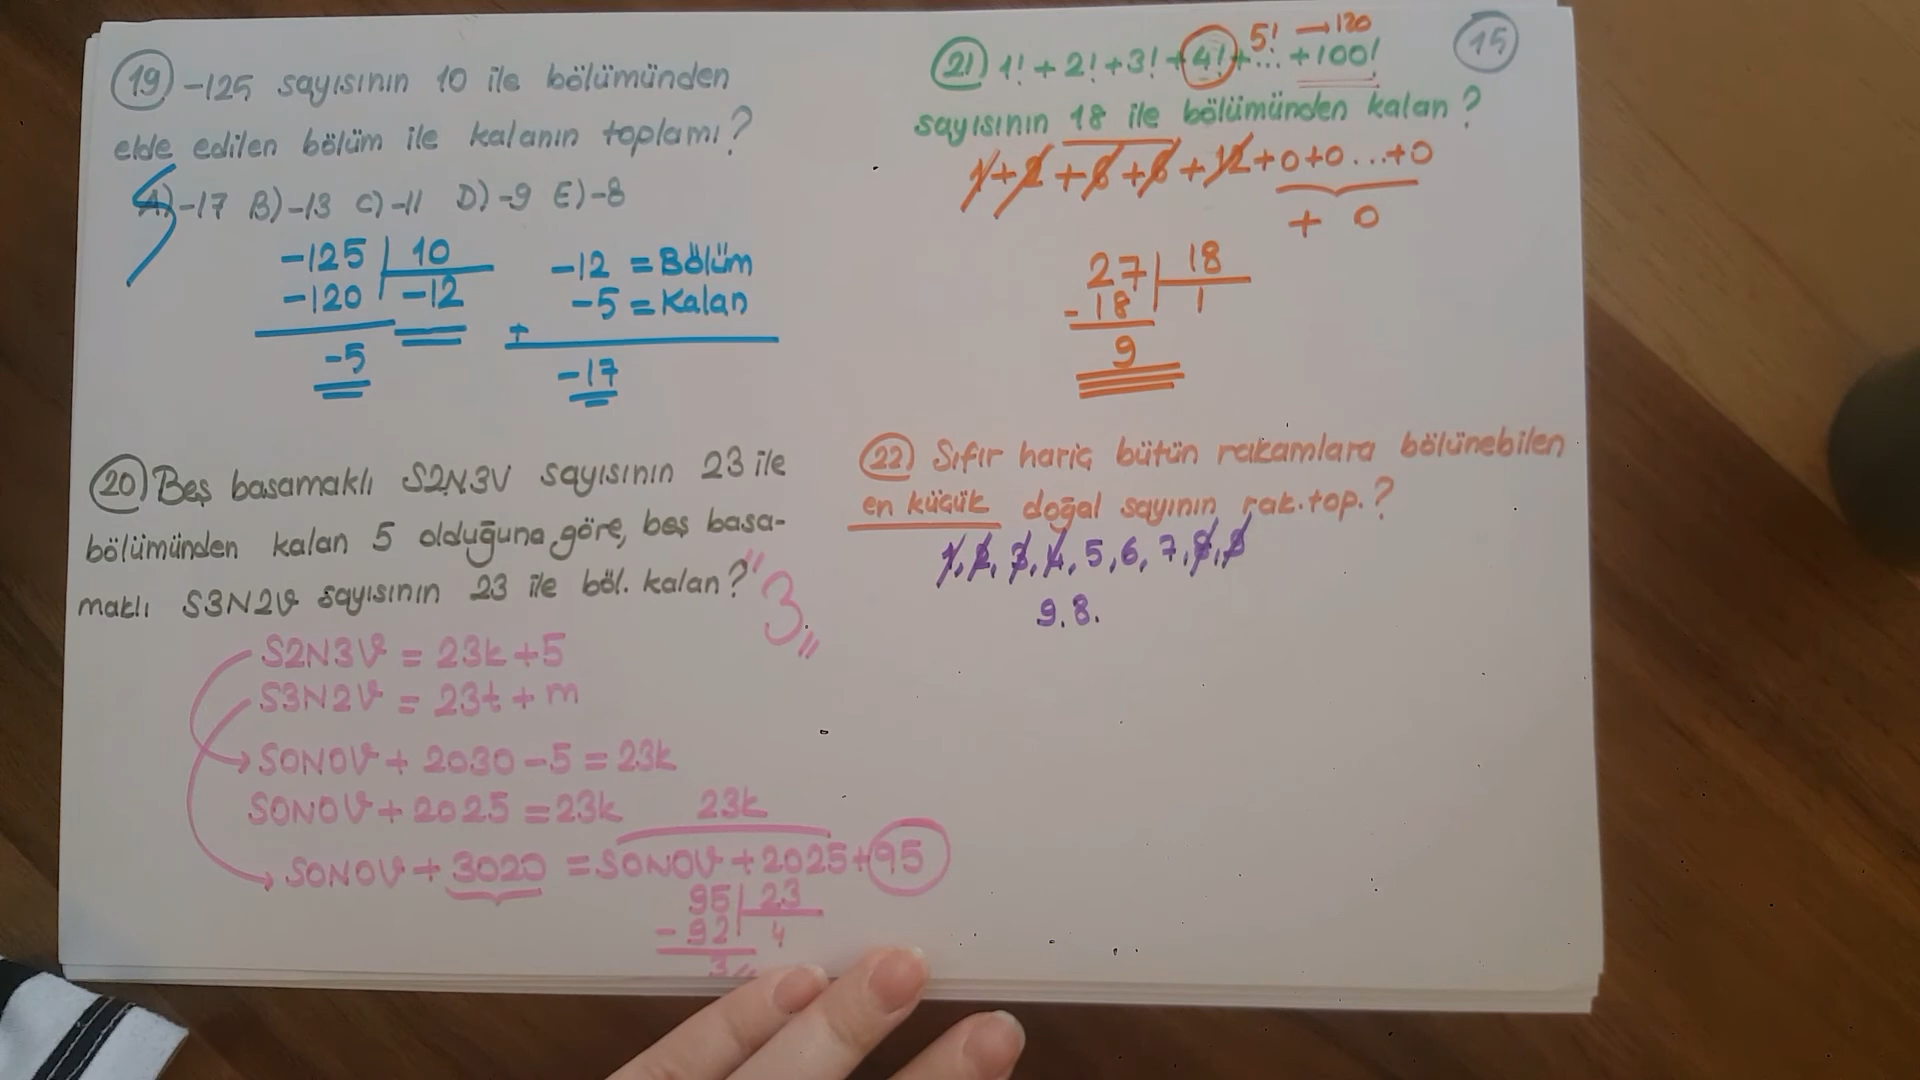 19) -125 sayısının 10 ile bölümünden
elde edilen bölüm ile kalanın toplamı?
A) -17 B) -13 C) -11 D) -9 E) -8
-125 | 10
-120 | -12
-5
-12 = Bölüm
-5 = Kalan
+
-17
20) Beş basamaklı S2N3V sayısının 23 ile
bölümünden kalan 5 olduğuna göre, beş basa-
maklı S3N2V sayısının 23 ile böl. kalan? "3"
S2N3V = 23k + 5
S3N2V = 23t + m
S0N0V + 2030 - 5 = 23k
S0N0V + 2025 = 23k
23k
S0N0V + 3020 = S0N0V + 2025 + 95
95 | 23
- 92 | 4
3
15
5! → 120
21) 1! + 2! + 3! + 4! + ... + 100!
sayısının 18 ile bölümünden kalan?
1 + 2 + 6 + 6 + 12 + 0 + 0 ... + 0
+ 0
27 | 18
- 18 | 1
9
22) Sıfır hariç bütün rakamlara bölünebilen
en küçük doğal sayının rak. top. ?
1, 2, 3, 4, 5, 6, 7, 8, 9
9. 8.